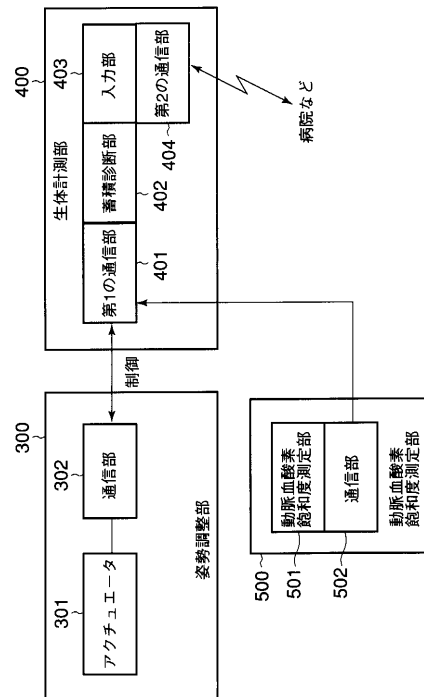 300
301
アクチュエータ
302
通信部
姿勢調整部
制御
400
生体計測部
第1の通信部
401
蓄積診断部
402
入力部
403
第2の通信部
404
病院など
500
動脈血酸素
飽和度測定部
501
通信部
502
動脈血酸素
飽和度測定部